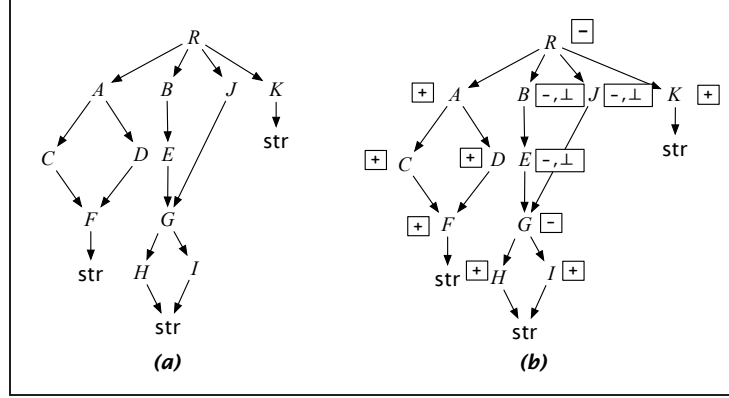 R
A B J K
str
C D E
F G
str H I
str
(a)
R −
+ A B −,⊥ J −,⊥ K +
str
+ C + D E −,⊥
+ F G −
str + H I +
str
(b)